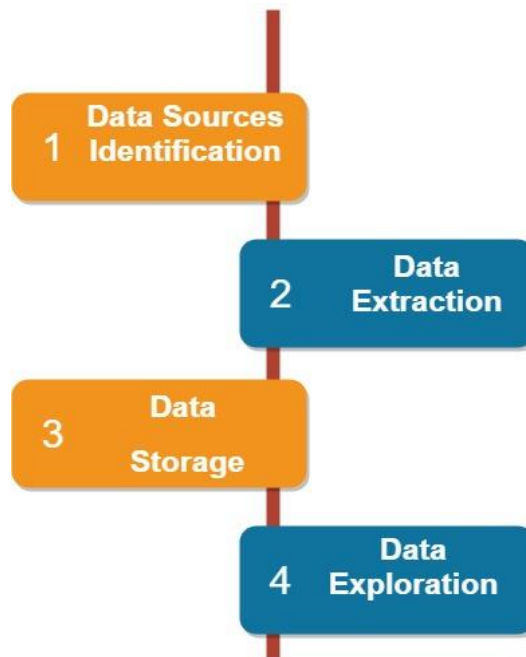 1
Data Sources
Identification
2
Data
Extraction
3
Data
Storage
4
Data
Exploration